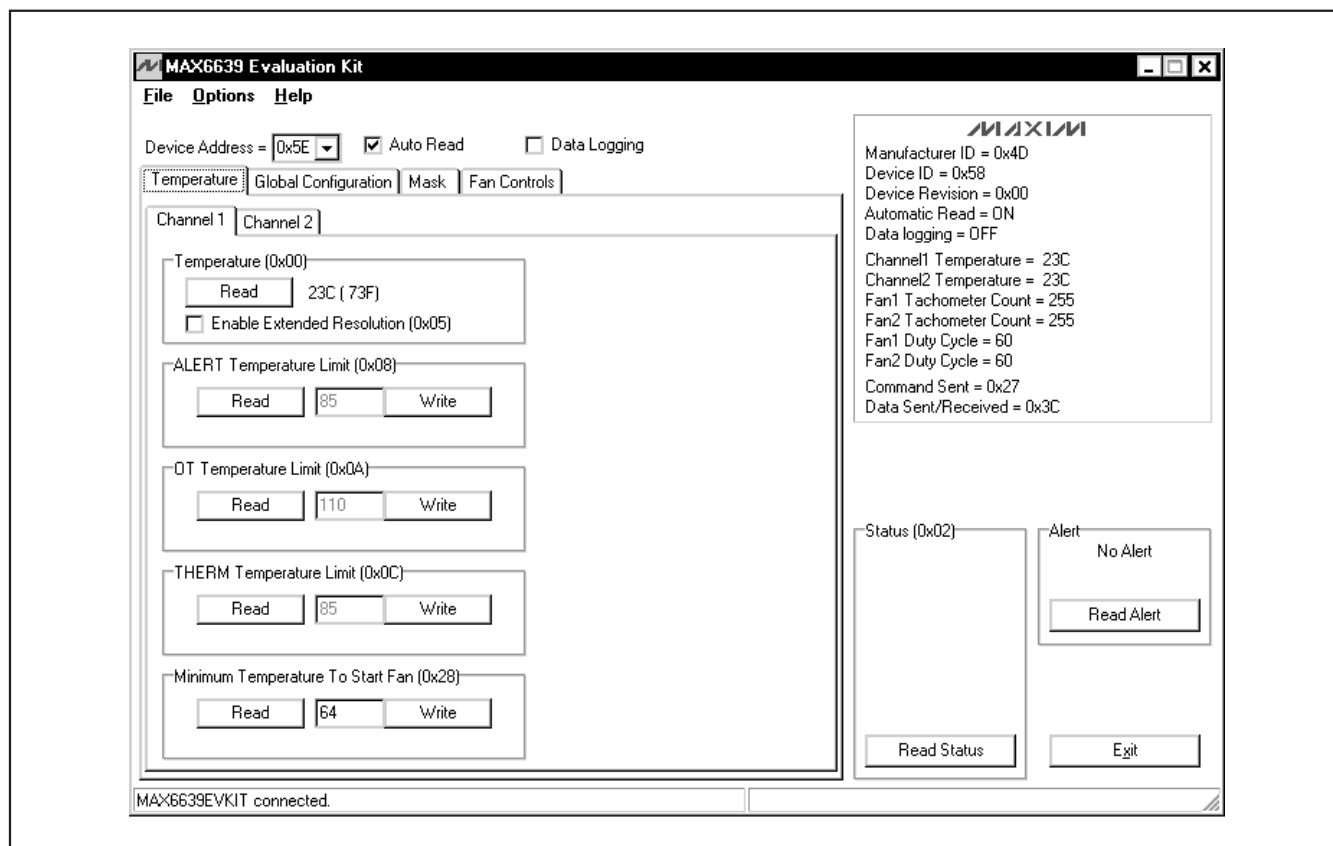 MAX6639 Evaluation Kit
File Options Help
Device Address = 0x5E Auto Read Data Logging
Temperature Global Configuration Mask Fan Controls
Channel 1 Channel 2
Temperature (0x00)
Read 23C ( 73F)
Enable Extended Resolution (0x05)
ALERT Temperature Limit (0x08)
Read 85 Write
OT Temperature Limit (0x0A)
Read 110 Write
THERM Temperature Limit (0x0C)
Read 85 Write
Minimum Temperature To Start Fan (0x28)
Read 64 Write
MAXIM
Manufacturer ID = 0x4D
Device ID = 0x58
Device Revision = 0x00
Automatic Read = ON
Data logging = OFF
Channel1 Temperature = 23C
Channel2 Temperature = 23C
Fan1 Tachometer Count = 255
Fan2 Tachometer Count = 255
Fan1 Duty Cycle = 60
Fan2 Duty Cycle = 60
Command Sent = 0x27
Data Sent/Received = 0x3C
Status (0x02)
Read Status
Alert
No Alert
Read Alert
Exit
MAX6639EVKIT connected.